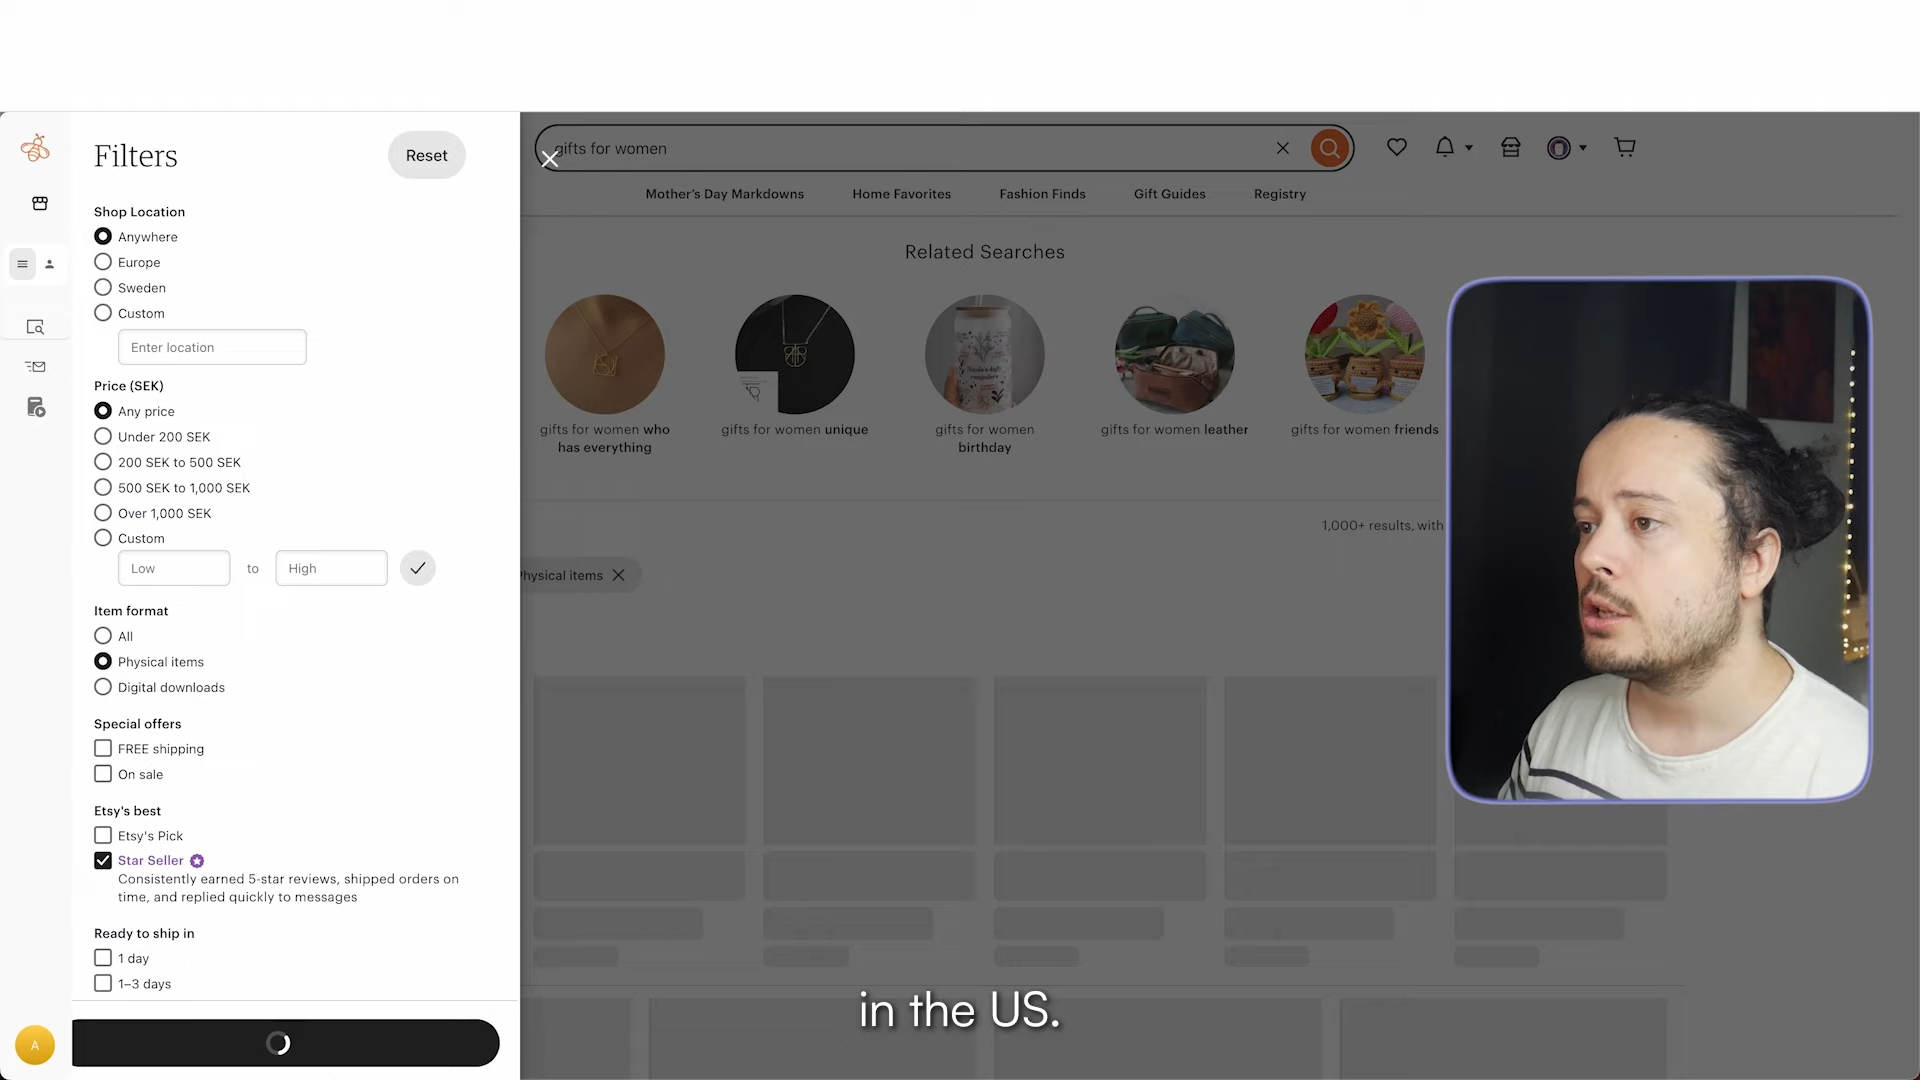 Filters
Reset
Shop Location
Anywhere
Europe
Sweden
Custom
Enter location
Price (SEK)
Any price
Under 200 SEK
200 SEK to 500 SEK
500 SEK to 1,000 SEK
Over 1,000 SEK
Custom
Low to High
Item format
All
Physical items
Digital downloads
Special offers
FREE shipping
On sale
Etsy's best
Etsy's Pick
Star Seller
Consistently earned 5-star reviews, shipped orders on
time, and replied quickly to messages
Ready to ship in
1 day
1–3 days
A
gifts for women
Mother's Day Markdowns Home Favorites Fashion Finds Gift Guides Registry
Related Searches
gifts for women who
has everything
gifts for women unique
gifts for women
birthday
gifts for women leather
gifts for women friends
1,000+ results, with
Physical items
in the US.